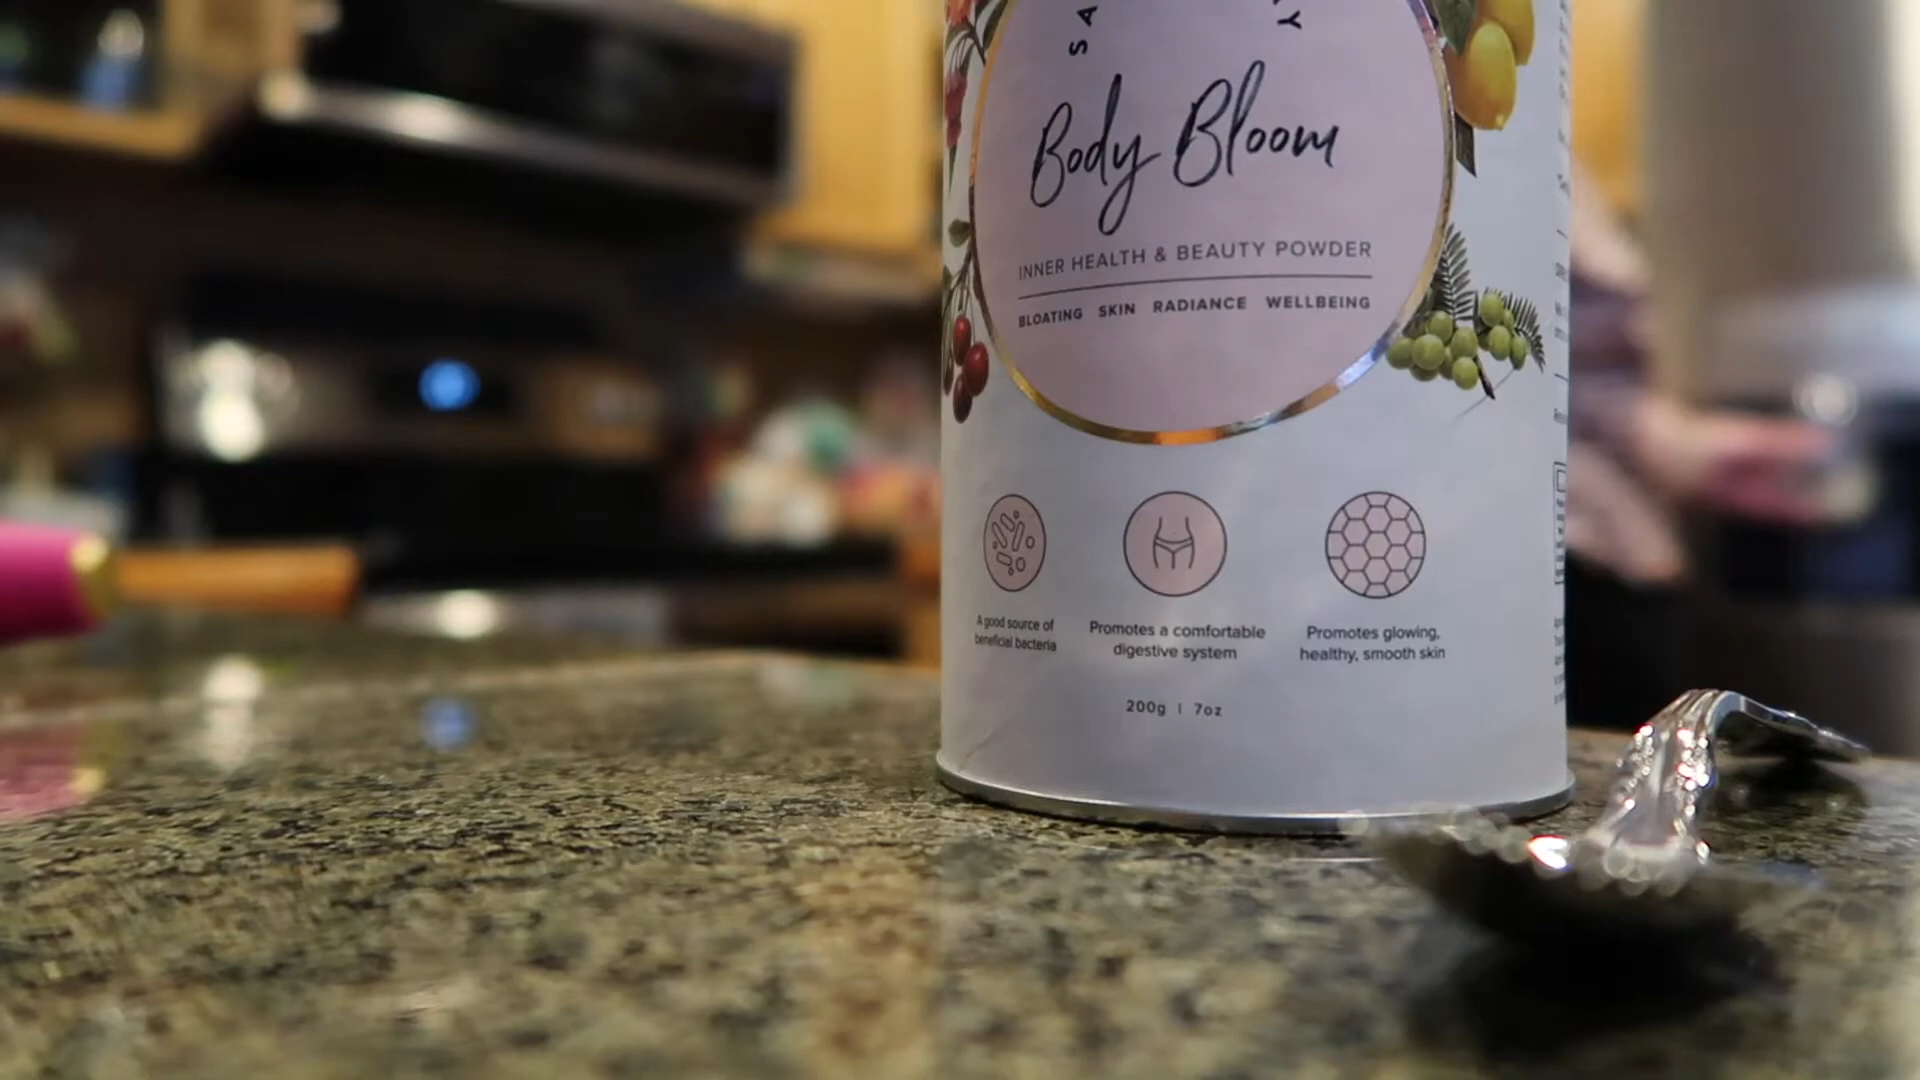 Body Bloom
INNER HEALTH & BEAUTY POWDER
BLOATING SKIN RADIANCE WELLBEING
A good source of
beneficial bacteria
Promotes a comfortable
digestive system
Promotes glowing,
healthy, smooth skin
200g | 7oz